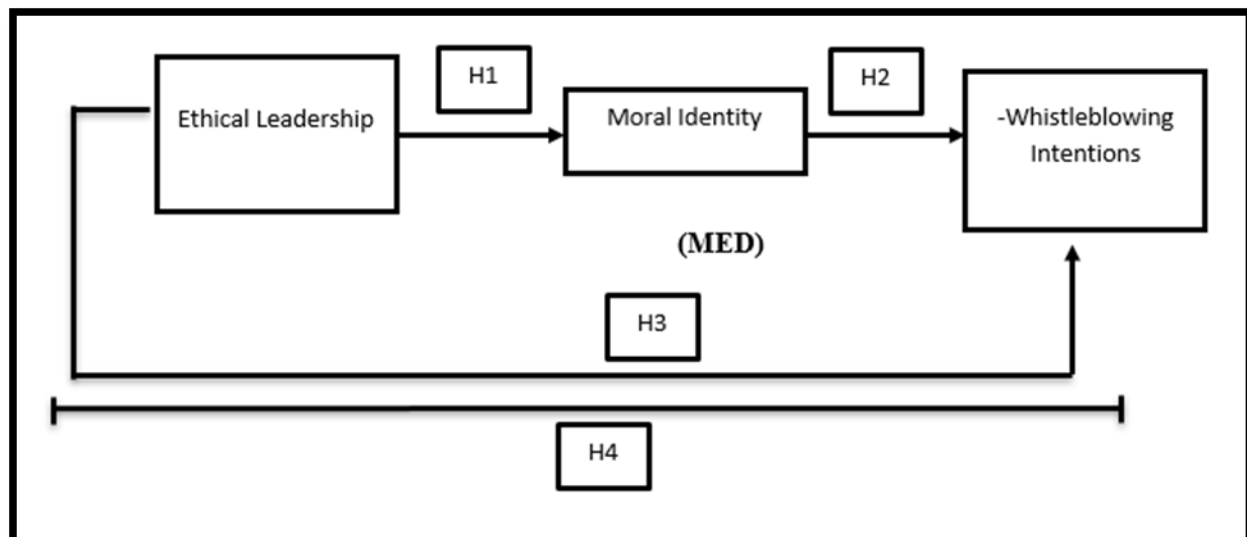 H1
H2
Ethical Leadership
Moral Identity
-Whistleblowing
Intentions
(MED)
H3
H4